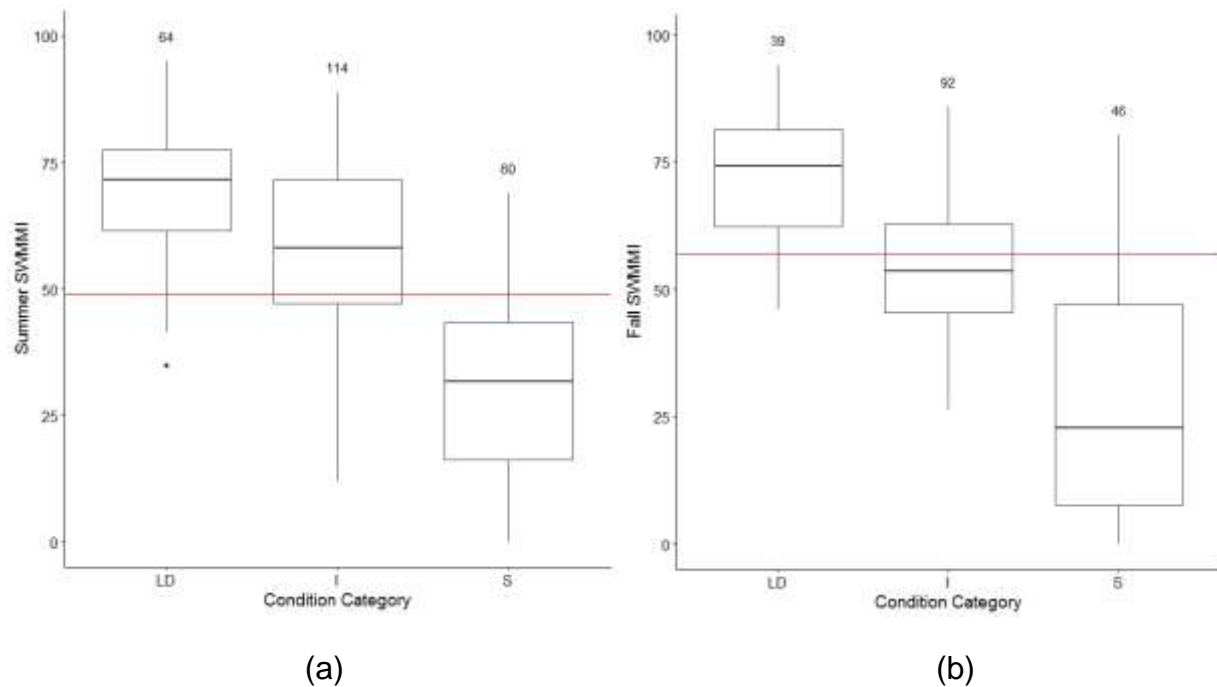 100
64
114
75
60
50
25
0
Summer SWMMI
LD
I
S
Condition Category
(a)
100
39
92
46
75
50
25
0
Fall SWMMI
LD
I
S
Condition Category
(b)